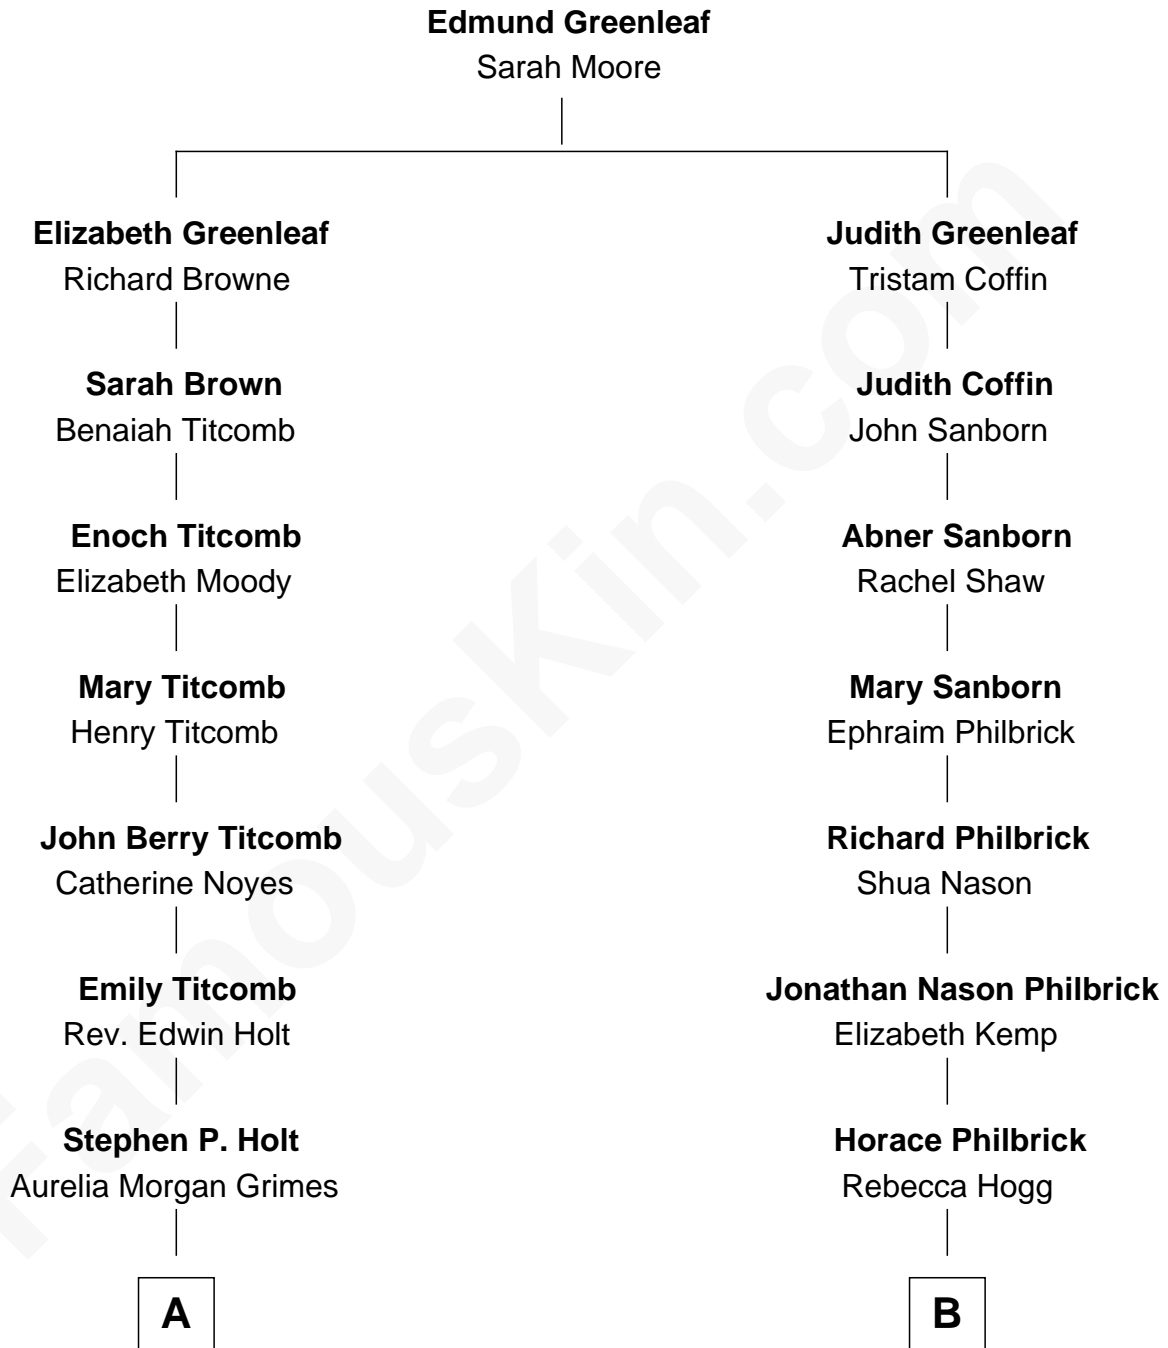 Edmund Greenleaf
Sarah Moore
Elizabeth Greenleaf
Richard Browne
Sarah Brown
Benaiah Titcomb
Enoch Titcomb
Elizabeth Moody
Mary Titcomb
Henry Titcomb
John Berry Titcomb
Catherine Noyes
Emily Titcomb
Rev. Edwin Holt
Stephen P. Holt
Aurelia Morgan Grimes
A
Judith Greenleaf
Tristam Coffin
Judith Coffin
John Sanborn
Abner Sanborn
Rachel Shaw
Mary Sanborn
Ephraim Philbrick
Richard Philbrick
Shua Nason
Jonathan Nason Philbrick
Elizabeth Kemp
Horace Philbrick
Rebecca Hogg
B
FamousKin.com